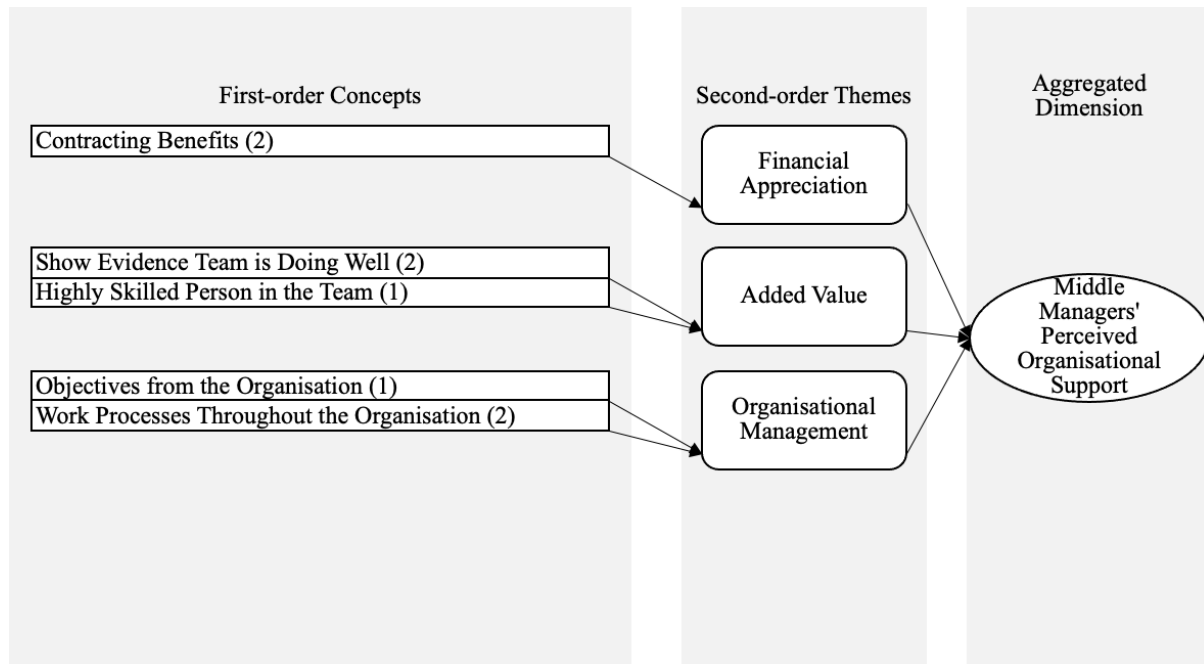 First-order Concepts
Contracting Benefits (2)
Show Evidence Team is Doing Well (2)
Highly Skilled Person in the Team (1)
Objectives from the Organisation (1)
Work Processes Throughout the Organisation (2)
Second-order Themes
Financial
Appreciation
Added Value
Organisational
Management
Aggregated
Dimension
Middle
Managers'
Perceived
Organisational
Support